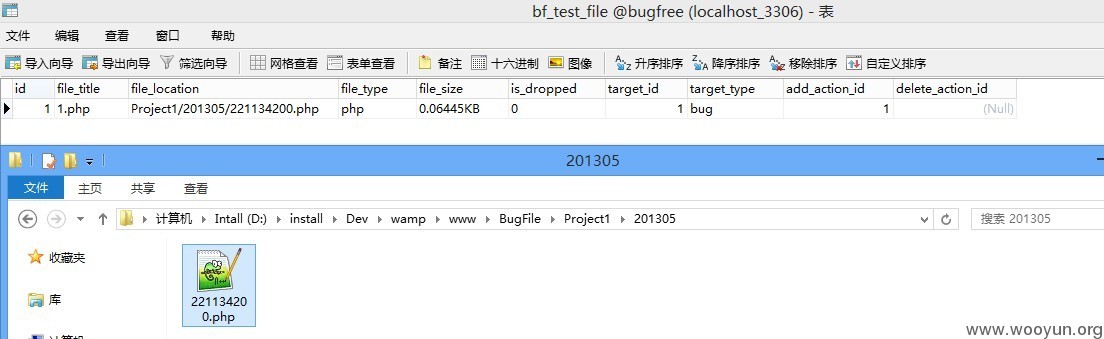 bf_test_file @bugfree (localhost_3306) - 表
文件 编辑 查看 窗口 帮助
导入向导 导出向导 筛选向导 网格查看 表单查看 备注 十六进制 图像 升序排序 降序排序 移除排序 自定义排序
id file_title file_location file_type file_size is_dropped target_id target_type add_action_id delete_action_id
1 1.php Project1/201305/221134200.php php 0.06445KB 0 1 bug 1 (Null)
201305
文件 主页 共享 查看
计算机 Intall (D:) install Dev wamp www BugFile Project1 201305 搜索 201305
收藏夹
库
计算机
22113420
0.php
www.wooyun.org